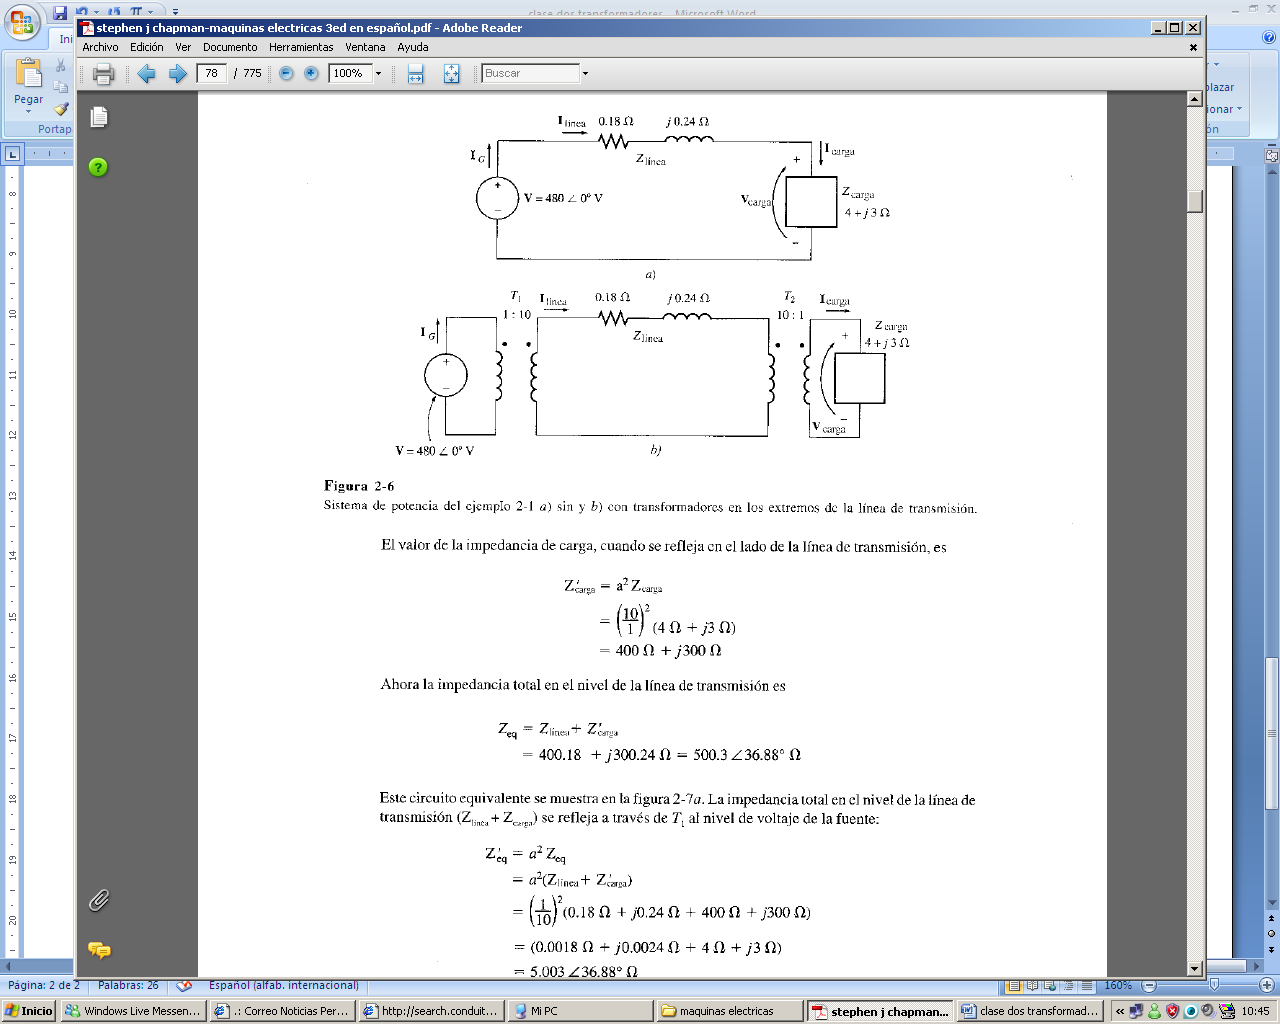 clase dos transformadores - Microsoft Word
stephen j chapman-maquinas electricas 3ed en español.pdf - Adobe Reader
Archivo Edición Ver Documento Herramientas Ventana Ayuda
78 / 775 100% Buscar
Pegar
Portap
I línea 0.18 Ω j 0.24 Ω
I G
Z línea
I carga
+
V = 480 ∠ 0° V
V carga
Z carga
4 + j 3 Ω
a)
T₁ I línea 0.18 Ω j 0.24 Ω T₂ I carga
1 : 10 10 : 1
I G
Z línea
Z carga
4 + j 3 Ω
V carga
V = 480 ∠ 0° V
b)
Figura 2-6
Sistema de potencia del ejemplo 2-1 a) sin y b) con transformadores en los extremos de la línea de transmisión.
El valor de la impedancia de carga, cuando se refleja en el lado de la línea de transmisión, es
Z′carga = a² Zcarga
= (10/1)² (4 Ω + j3 Ω)
= 400 Ω + j300 Ω
Ahora la impedancia total en el nivel de la línea de transmisión es
Zeq = Zlínea + Z′carga
= 400.18 + j300.24 Ω = 500.3 ∠36.88° Ω
Este circuito equivalente se muestra en la figura 2-7a. La impedancia total en el nivel de la línea de
transmisión (Zlínea + Zcarga) se refleja a través de T₁ al nivel de voltaje de la fuente:
Z′eq = a² Zeq
= a²(Zlínea + Z′carga)
= (1/10)²(0.18 Ω + j0.24 Ω + 400 Ω + j300 Ω)
= (0.0018 Ω + j0.0024 Ω + 4 Ω + j3 Ω)
= 5.003 ∠36.88° Ω
Página: 2 de 2 Palabras: 26 Español (alfab. internacional) 160%
Inicio Windows Live Messen... .: Correo Noticias Per... http://search.conduit... Mi PC maquinas electricas stephen j chapman... clase dos transformad... 10:45